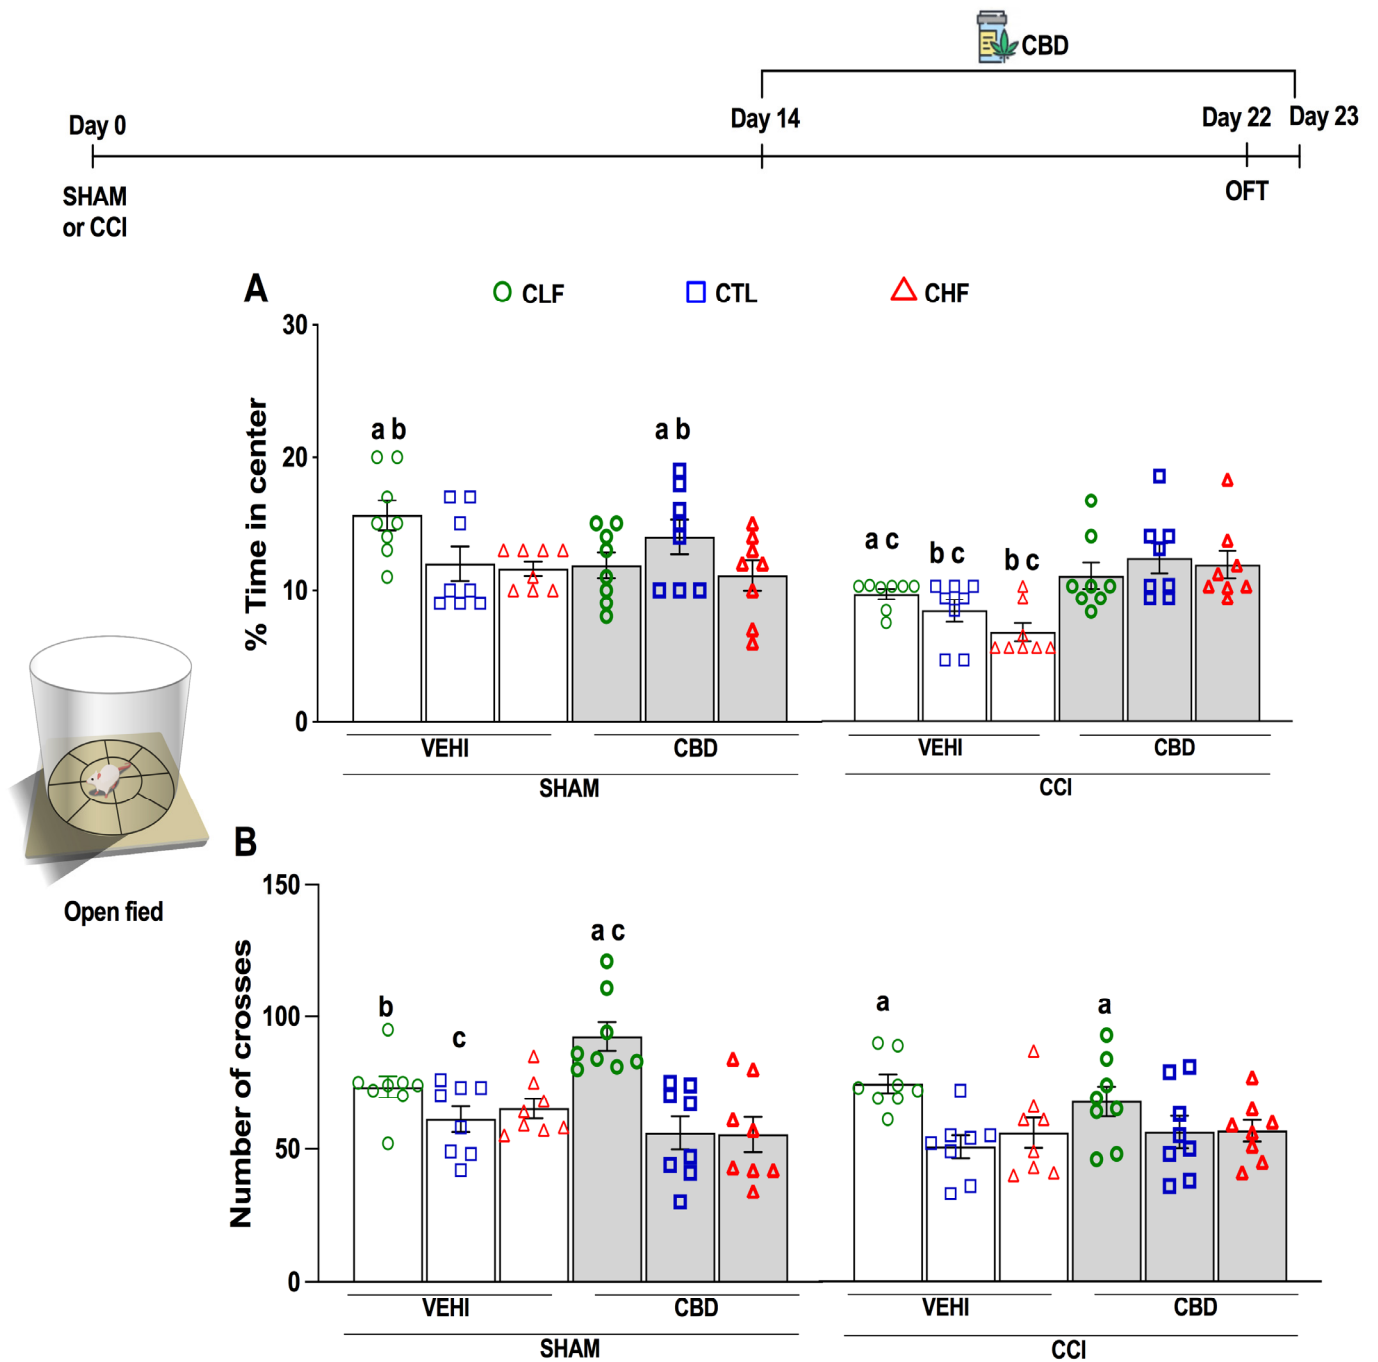 CBD
Day 0
Day 14
Day 22
Day 23
SHAM
or CCI
OFT
A
CLF
CTL
CHF
30
20
10
0
% Time in center
a b
a b
a c
b c
b c
VEHI
CBD
VEHI
CBD
SHAM
CCI
Open fied
B
150
100
50
0
Number of crosses
b
c
a c
a
a
VEHI
CBD
VEHI
CBD
SHAM
CCI